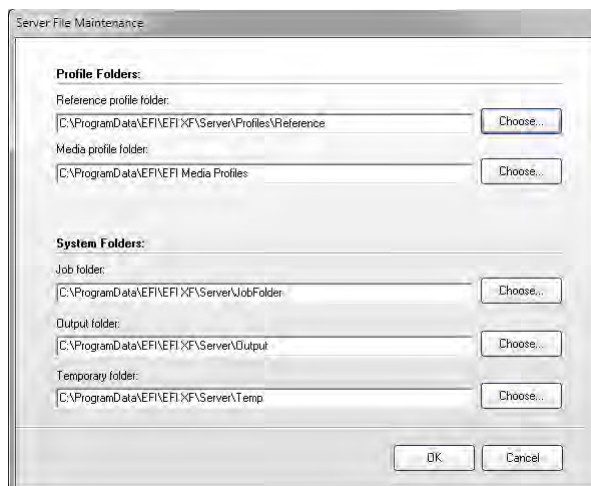 Server File Maintenance
Profile Folders:
Reference profile folder:
C:\ProgramData\EFI\EFI XF\Server\Profiles\Reference
Choose...
Media profile folder:
C:\ProgramData\EFI\EFI Media Profiles
Choose...
System Folders:
Job folder:
C:\ProgramData\EFI\EFI XF\Server\JobFolder
Choose...
Output folder:
C:\ProgramData\EFI\EFI XF\Server\Output
Choose...
Temporary folder:
C:\ProgramData\EFI\EFI XF\Server\Temp
Choose...
OK
Cancel